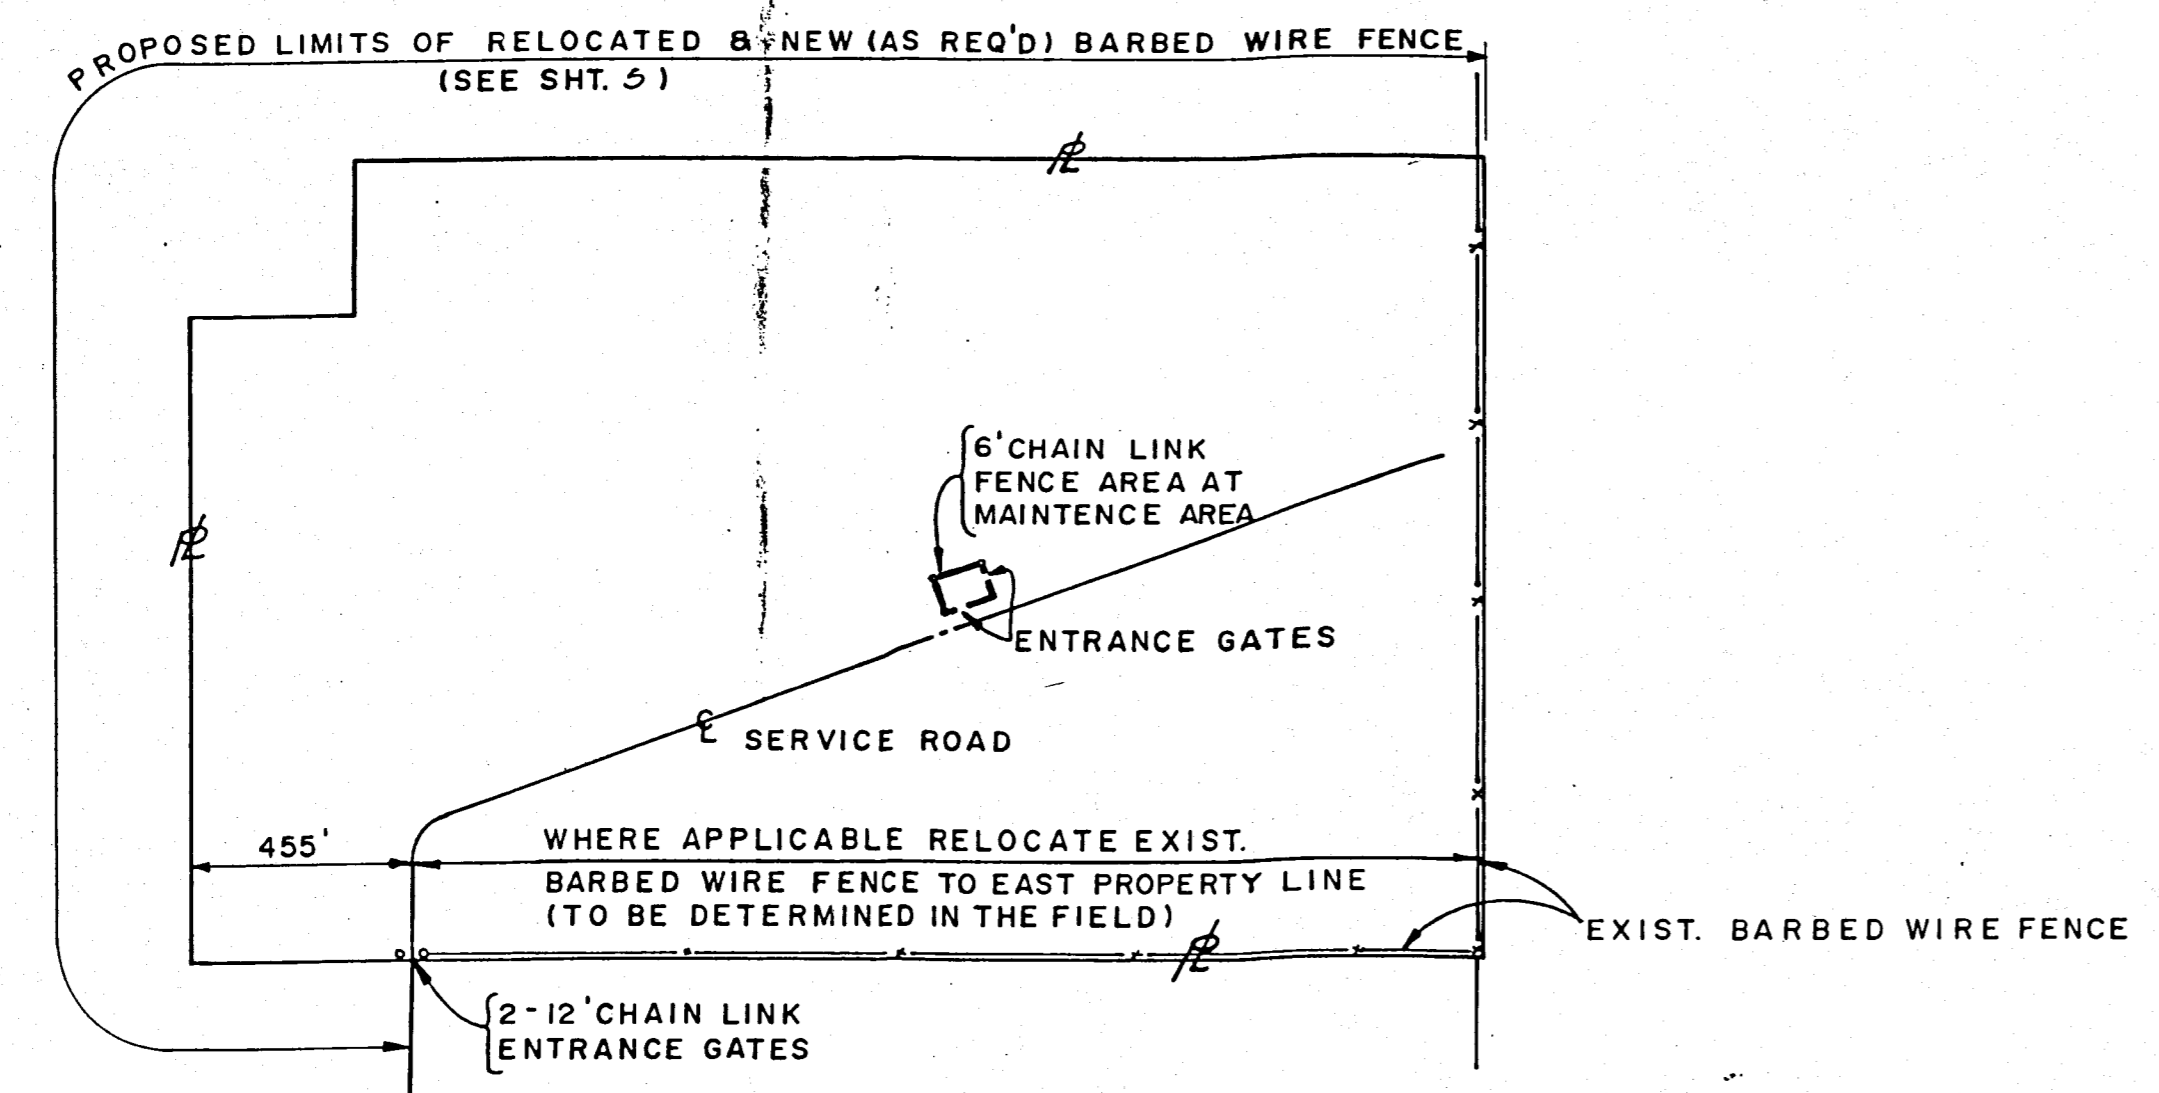 PROPOSED LIMITS OF RELOCATED & NEW (AS REQ'D) BARBED WIRE FENCE
(SEE SHT. 5)
PL
6' CHAIN LINK
FENCE AREA AT
MAINTENCE AREA
PL
ENTRANCE GATES
CL SERVICE ROAD
455'
WHERE APPLICABLE RELOCATE EXIST.
BARBED WIRE FENCE TO EAST PROPERTY LINE
(TO BE DETERMINED IN THE FIELD)
EXIST. BARBED WIRE FENCE
PL
2-12' CHAIN LINK
ENTRANCE GATES